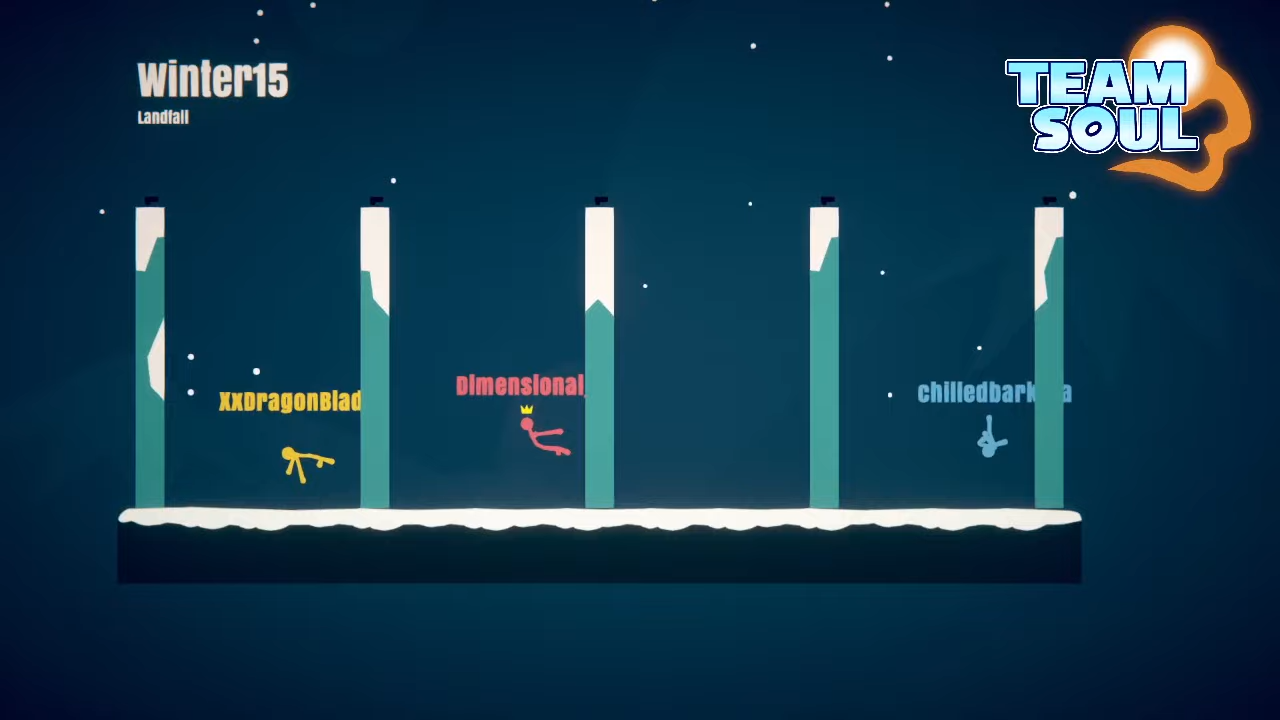 Winter15
Landfall
TEAM
SOUL
XxDragonBlad
Dimensional